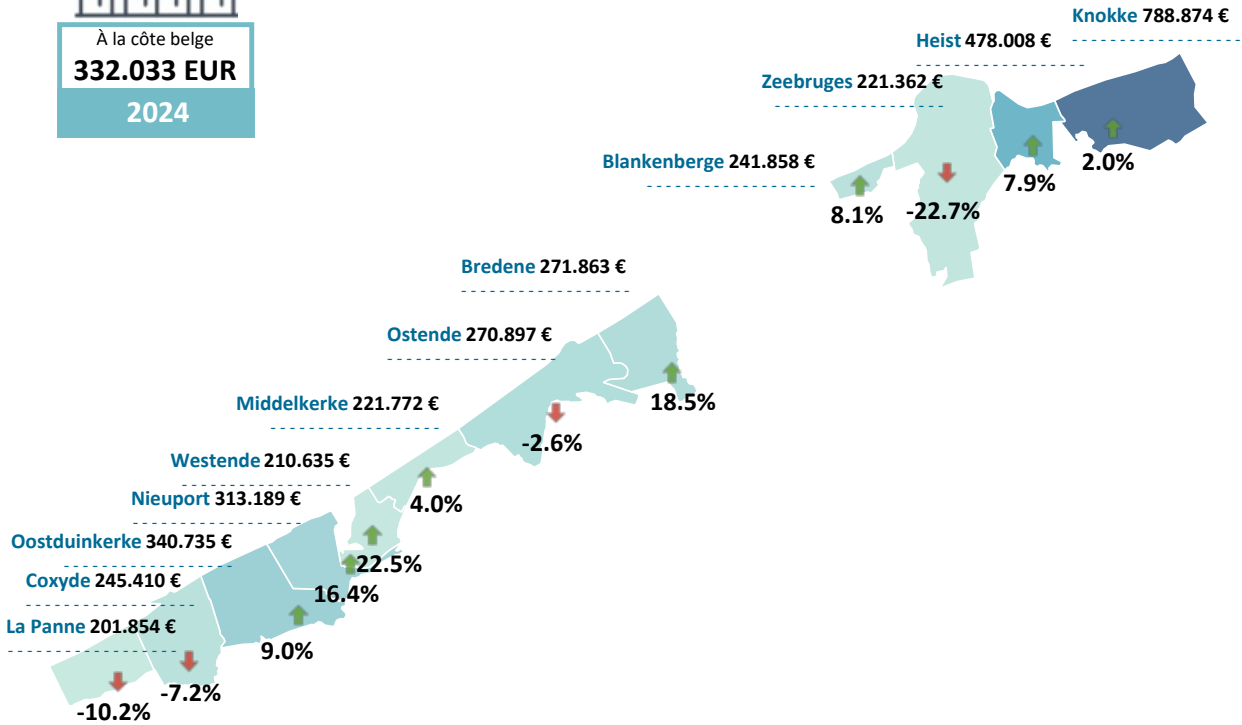 À la côte belge
332.033 EUR
2024
Knokke 788.874 €
Heist 478.008 €
Zeebruges 221.362 €
Blankenberge 241.858 €
2.0%
7.9%
-22.7%
8.1%
Bredene 271.863 €
Ostende 270.897 €
18.5%
Middelkerke 221.772 €
-2.6%
Westende 210.635 €
Nieuport 313.189 €
4.0%
Oostduinkerke 340.735 €
22.5%
Coxyde 245.410 €
16.4%
La Panne 201.854 €
9.0%
-7.2%
-10.2%